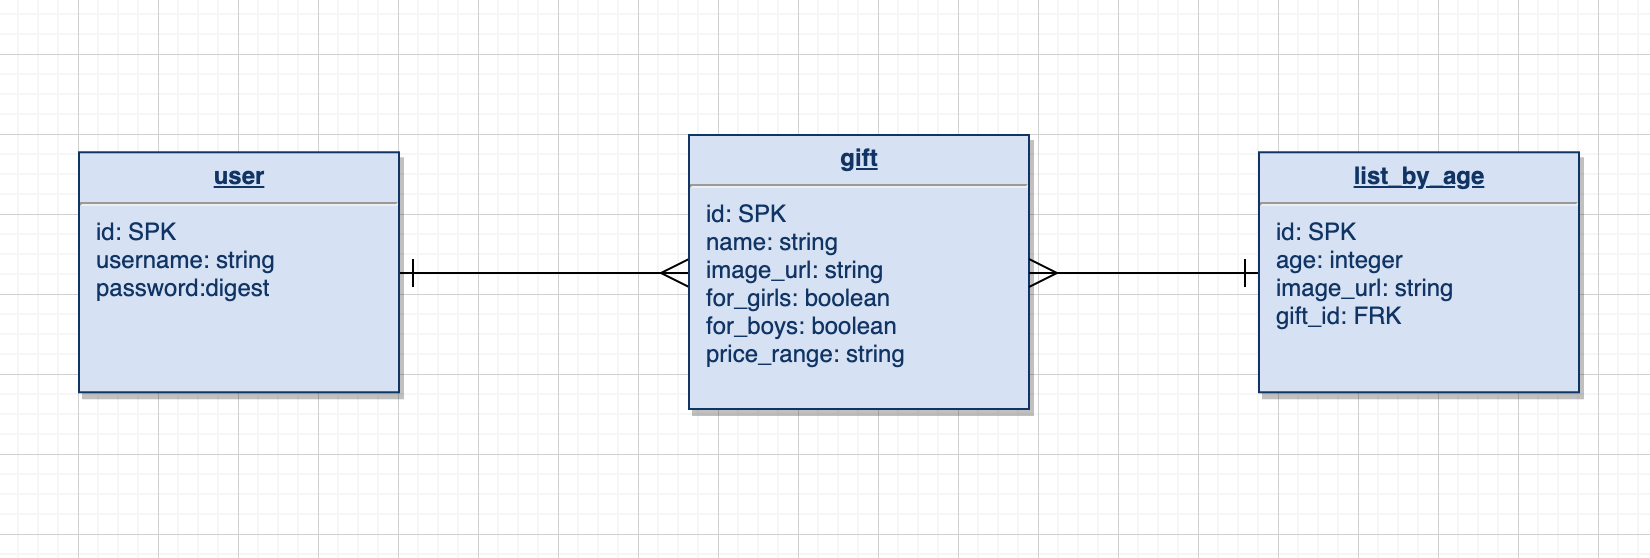 user
id: SPK
username: string
password:digest
gift
id: SPK
name: string
image_url: string
for_girls: boolean
for_boys: boolean
price_range: string
list_by_age
id: SPK
age: integer
image_url: string
gift_id: FRK